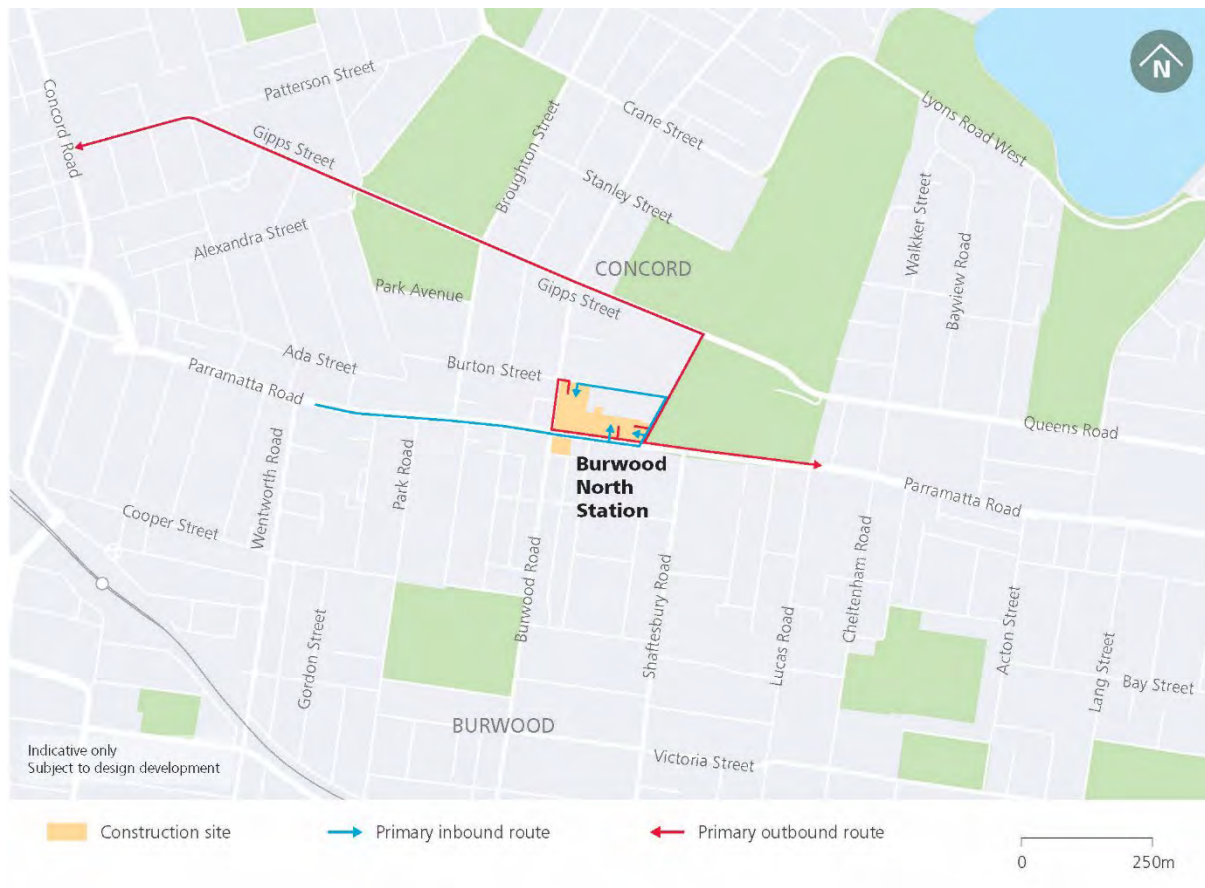 N
Patterson Street
Concord Road
Gipps Street
Crane Street
Broughton Street
Lyons Road West
Stanley Street
Walkker Street
Alexandra Street
Bayview Road
CONCORD
Park Avenue
Gipps Street
Ada Street
Burton Street
Parramatta Road
Queens Road
Burwood
North
Station
Parramatta Road
Wentworth Road
Park Road
Cooper Street
Burwood Road
Shaftesbury Road
Cheltenham Road
Lucas Road
Acton Street
Gordon Street
Lang Street
Bay Street
BURWOOD
Victoria Street
Indicative only
Subject to design development
Construction site
Primary inbound route
Primary outbound route
0 250m